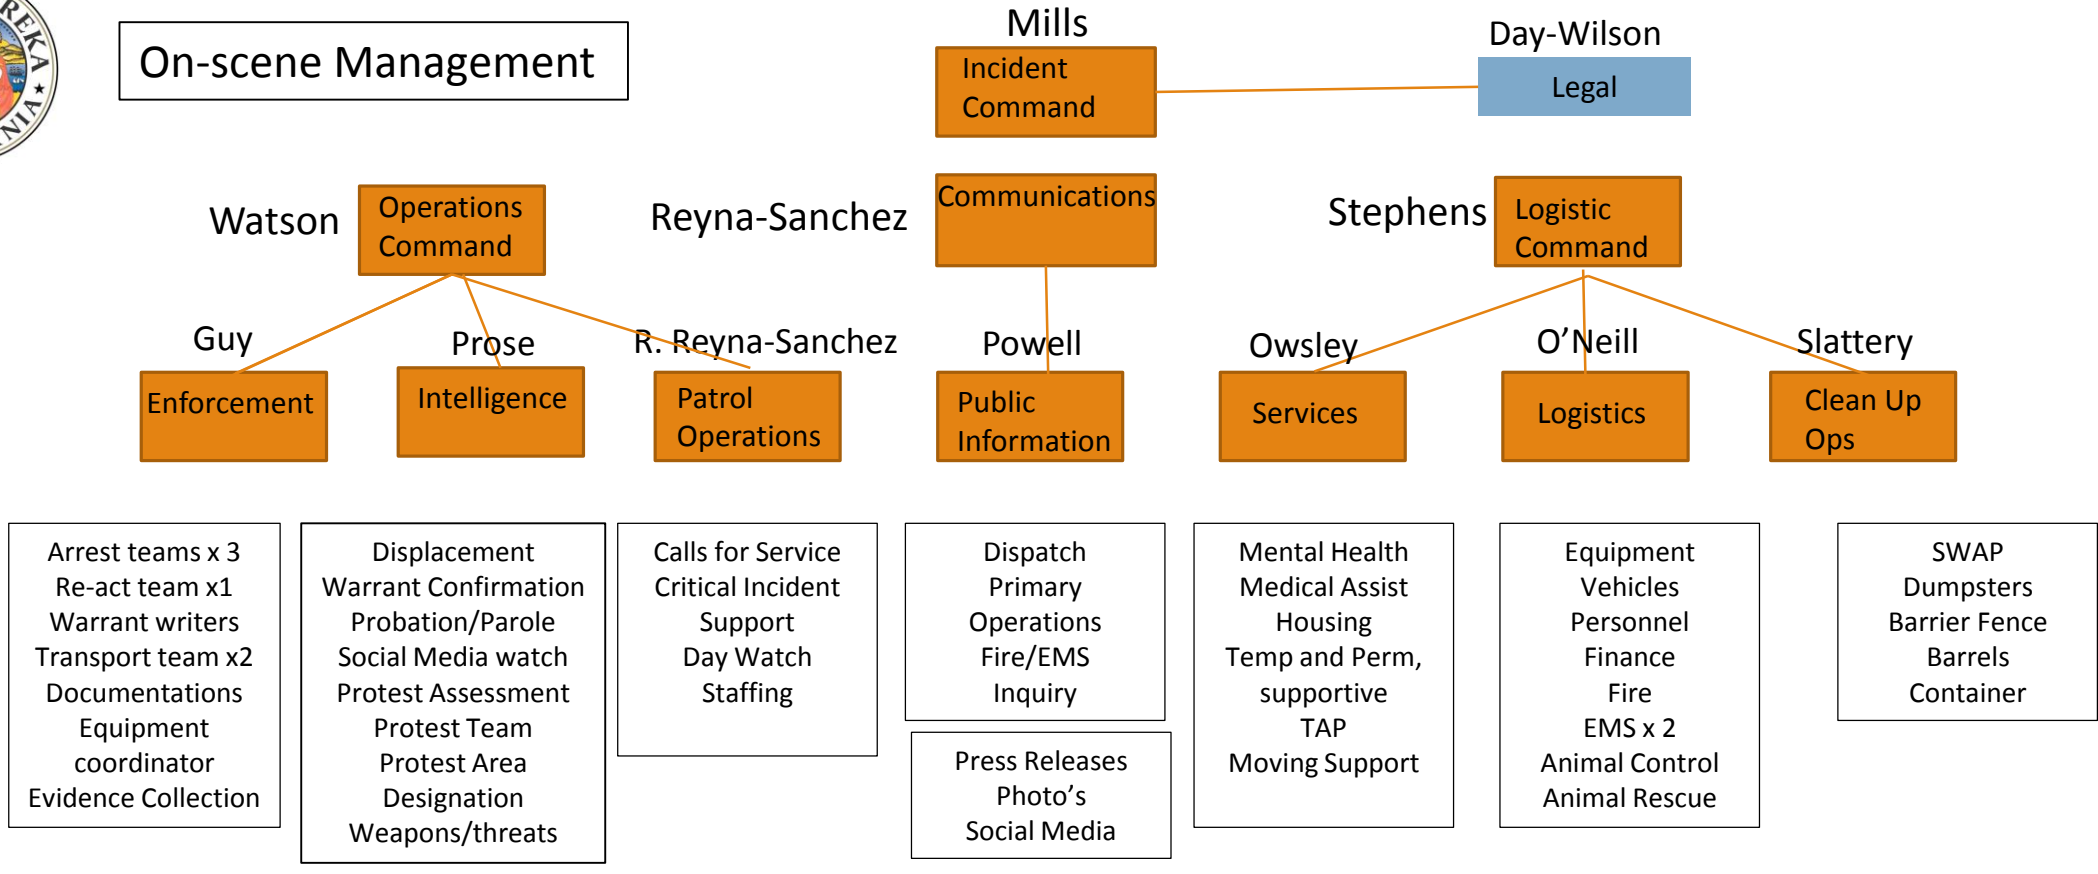 REKA
NIA
On-scene Management
Mills
Incident
Command
Day-Wilson
Legal
Watson
Operations
Command
Reyna-Sanchez
Communications
Stephens
Logistic
Command
Guy
Enforcement
Prose
Intelligence
R. Reyna-Sanchez
Patrol
Operations
Powell
Public
Information
Owsley
Services
O’Neill
Logistics
Slattery
Clean Up
Ops
Arrest teams x 3
Re-act team x1
Warrant writers
Transport team x2
Documentations
Equipment
coordinator
Evidence Collection
Displacement
Warrant Confirmation
Probation/Parole
Social Media watch
Protest Assessment
Protest Team
Protest Area
Designation
Weapons/threats
Calls for Service
Critical Incident
Support
Day Watch
Staffing
Dispatch
Primary
Operations
Fire/EMS
Inquiry
Press Releases
Photo’s
Social Media
Mental Health
Medical Assist
Housing
Temp and Perm,
supportive
TAP
Moving Support
Equipment
Vehicles
Personnel
Finance
Fire
EMS x 2
Animal Control
Animal Rescue
SWAP
Dumpsters
Barrier Fence
Barrels
Container